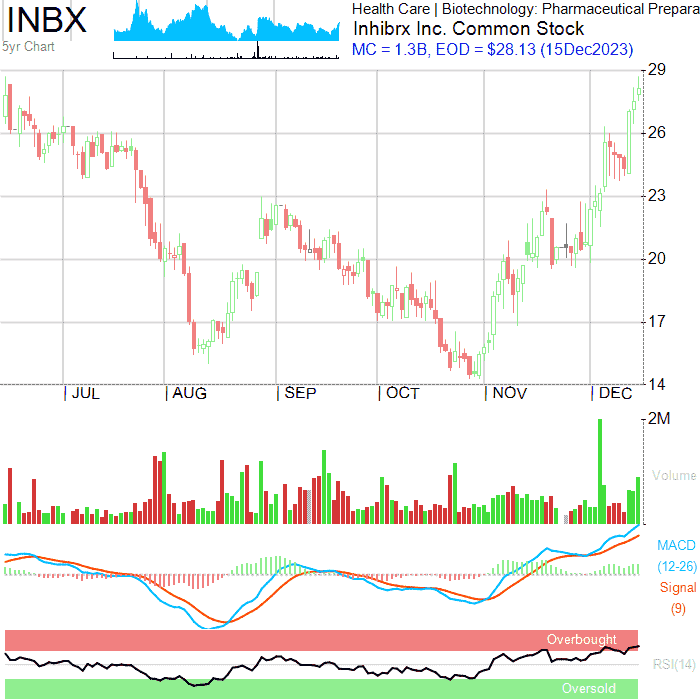 INBX
5yr Chart
Health Care | Biotechnology: Pharmaceutical Prepara
Inhibrx Inc. Common Stock
MC = 1.3B, EOD = $28.13 (15Dec2023)
29
26
23
20
17
14
JUL AUG SEP OCT NOV DEC
2M
Volume
MACD
(12-26)
Signal
(9)
Overbought
RSI(14)
Oversold